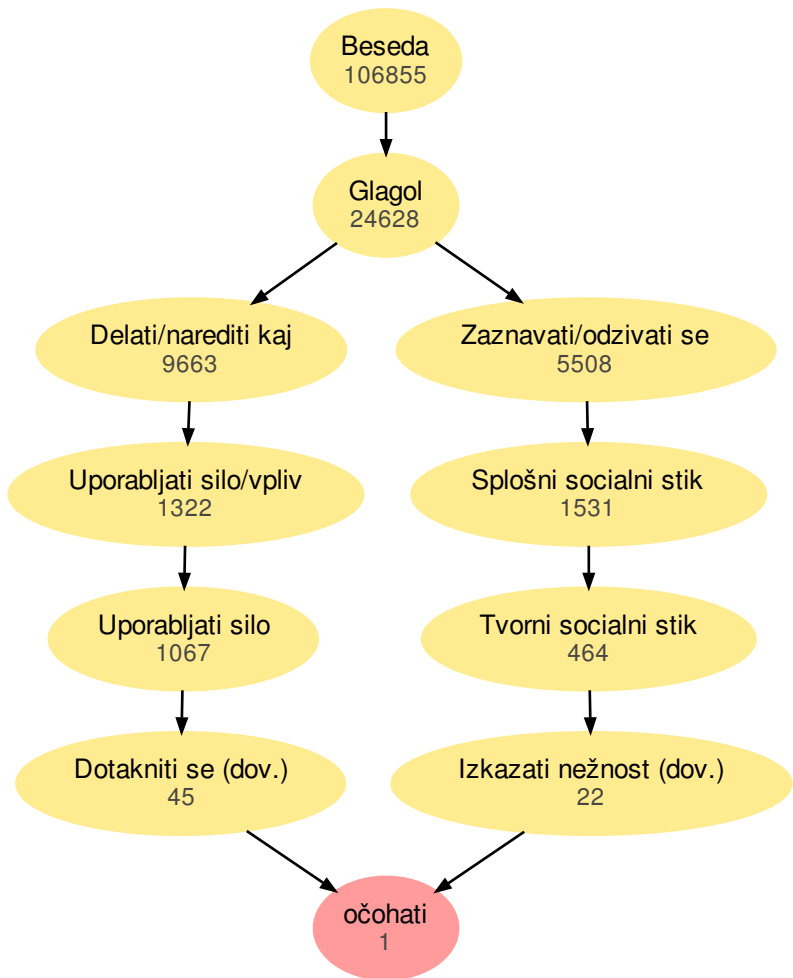 Beseda
106855
Glagol
24628
Delati/narediti kaj
9663
Zaznavati/odzivati se
5508
Uporabljati silo/vpliv
1322
Splošni socialni stik
1531
Uporabljati silo
1067
Tvorni socialni stik
464
Dotakniti se (dov.)
45
Izkazati nežnost (dov.)
22
očohati
1